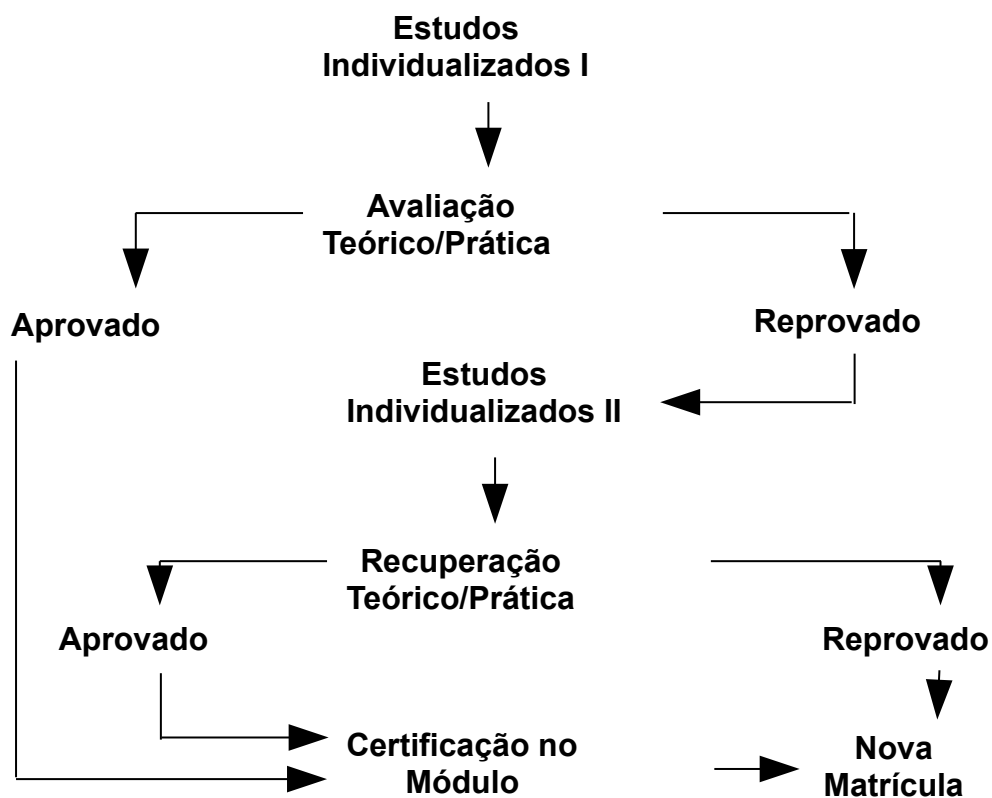 Estudos
Individualizados I
Avaliação
Teórico/Prática
Aprovado
Reprovado
Estudos
Individualizados II
Recuperação
Teórico/Prática
Aprovado
Reprovado
Certificação no
Módulo
Nova
Matrícula